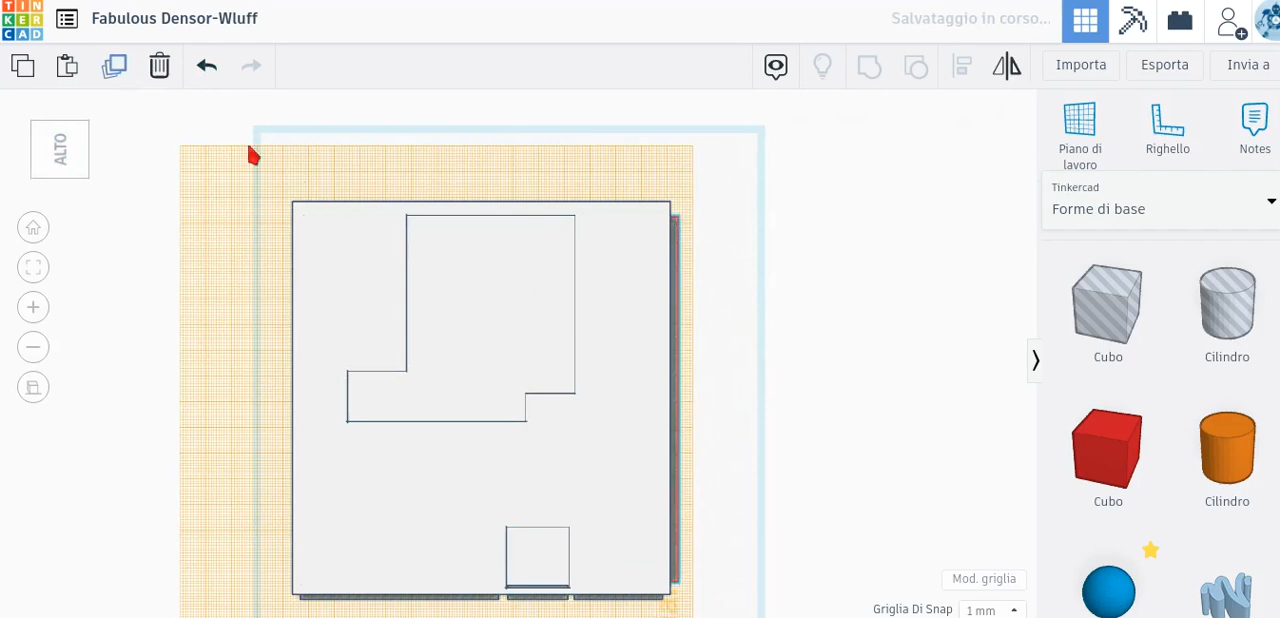 TIN
KER
CAD
Fabulous Densor-Wluff
Salvataggio in corso...
Importa
Esporta
Invia a
ALTO
Piano di
lavoro
Righello
Notes
Tinkercad
Forme di base
Cubo
Cilindro
Cubo
Cilindro
Mod. griglia
Griglia Di Snap
1 mm